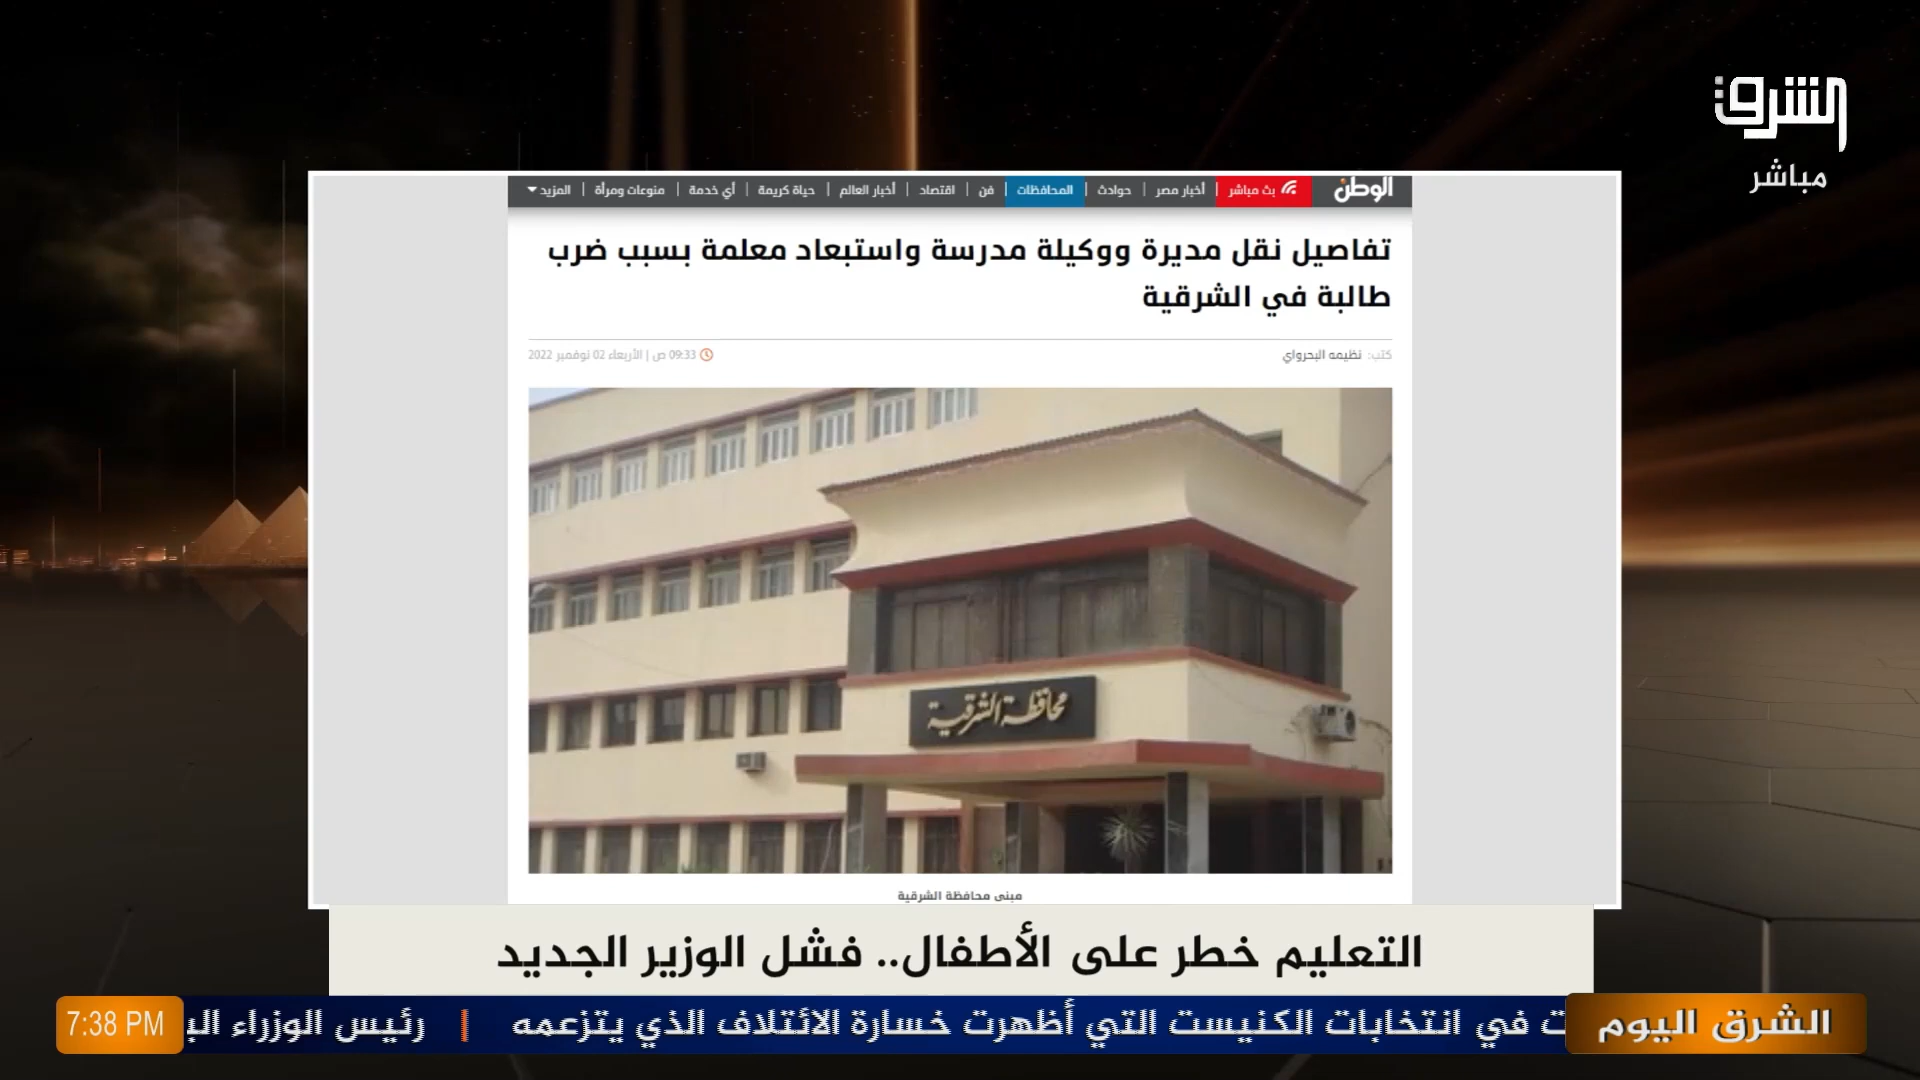 الشرق
مباشر
الوطن
بث مباشر | أخبار مصر | حوادث | المحافظات | فن | اقتصاد | أخبار العالم | حياة كريمة | أي خدمة | منوعات ومرأة | المزيد
تفاصيل نقل مديرة ووكيلة مدرسة واستبعاد معلمة بسبب ضرب
طالبة في الشرقية
كتب: نظيمه البحرواي
09:33 ص | الأربعاء 02 نوفمبر 2022
محافظة الشرقية
مبنى محافظة الشرقية
التعليم خطر على الأطفال.. فشل الوزير الجديد
الشرق اليوم
ت في انتخابات الكنيست التي أظهرت خسارة الائتلاف الذي يتزعمه | رئيس الوزراء
7:38 PM